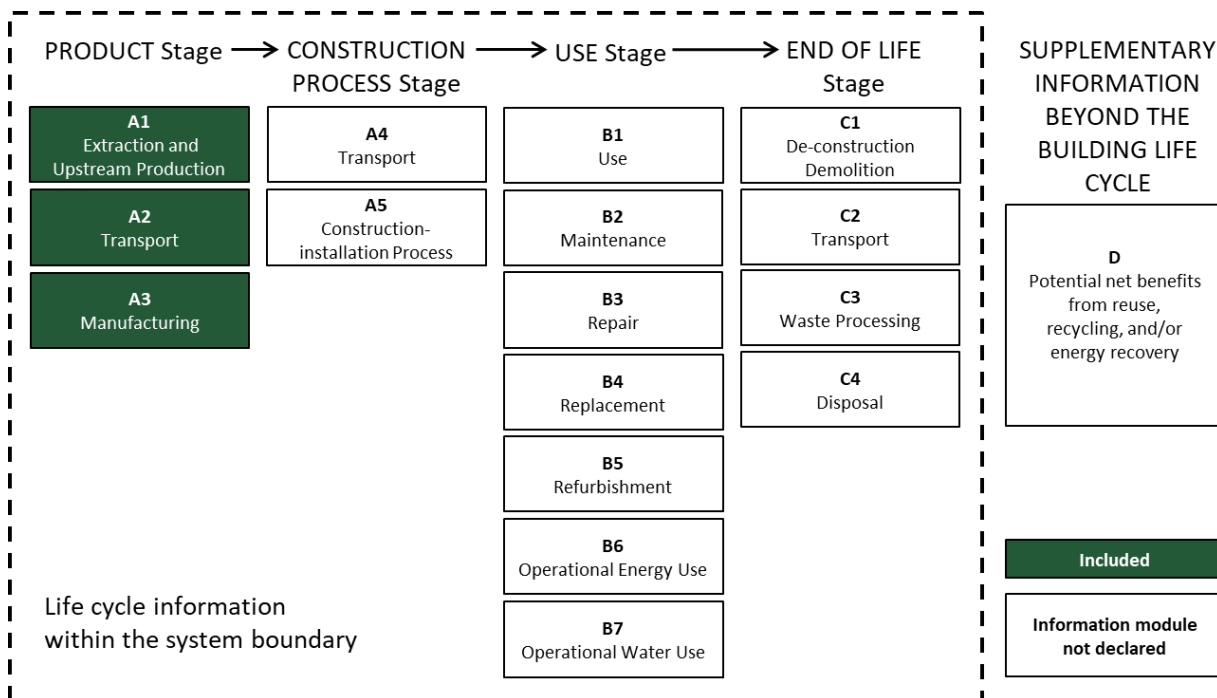 PRODUCT Stage
CONSTRUCTION
PROCESS Stage
USE Stage
END OF LIFE
Stage
SUPPLEMENTARY
INFORMATION
BEYOND THE
BUILDING LIFE
CYCLE
A1
Extraction and
Upstream Production
A2
Transport
A3
Manufacturing
A4
Transport
A5
Construction-
installation Process
B1
Use
B2
Maintenance
B3
Repair
B4
Replacement
B5
Refurbishment
B6
Operational Energy Use
B7
Operational Water Use
C1
De-construction
Demolition
C2
Transport
C3
Waste Processing
C4
Disposal
D
Potential net benefits
from reuse,
recycling, and/or
energy recovery
Included
Information module
not declared
Life cycle information
within the system boundary